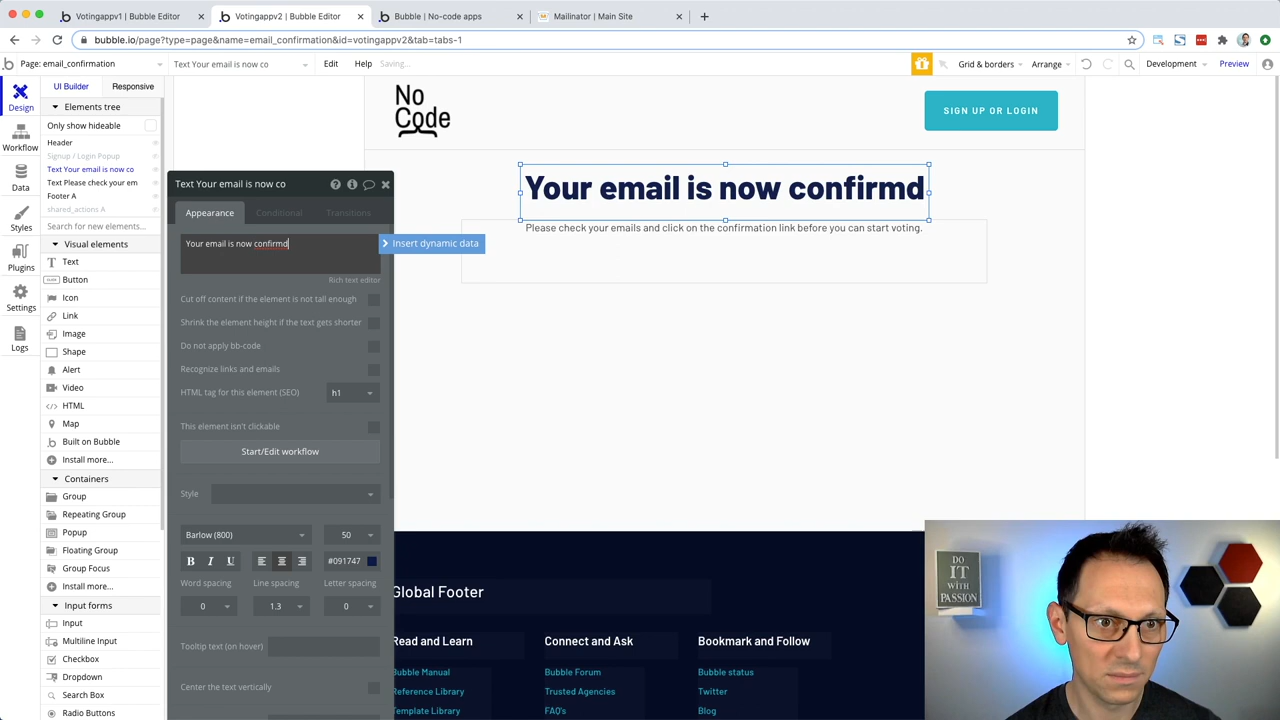 Votingappv1 | Bubble Editor
Votingappv2 | Bubble Editor
Bubble | No-code apps
Mailinator | Main Site
bubble.io/page?type=page&name=email_confirmation&id=votingappv2&tab=tabs-1
Page: email_confirmation
Text Your email is now co
Edit
Help
Saving...
Grid & borders
Arrange
Development
Preview
Design
Workflow
Data
Styles
Plugins
Settings
Logs
UI Builder
Responsive
Elements tree
Only show hideable
Header
Signup / Login Popup
Text Your email is now co
Text Please check your em
Footer A
shared_actions A
Search for new elements...
Visual elements
Text
Button
Icon
Link
Image
Shape
Alert
Video
HTML
Map
Built on Bubble
Install more...
Containers
Group
Repeating Group
Popup
Floating Group
Group Focus
Install more...
Input forms
Input
Multiline Input
Checkbox
Dropdown
Search Box
Radio Buttons
Text Your email is now co
Appearance
Conditional
Transitions
Your email is now confirmd
Insert dynamic data
Rich text editor
Cut off content if the element is not tall enough
Shrink the element height if the text gets shorter
Do not apply bb-code
Recognize links and emails
HTML tag for this element (SEO)
h1
This element isn't clickable
Start/Edit workflow
Style
Barlow (800)
50
B I U
#091747
Word spacing
Line spacing
Letter spacing
0
1.3
0
Tooltip text (on hover)
Center the text vertically
No
Code
SIGN UP OR LOGIN
Your email is now confirmd
Please check your emails and click on the confirmation link before you can start voting.
Global Footer
Read and Learn
Connect and Ask
Bookmark and Follow
Bubble Manual
Bubble Forum
Bubble status
Reference Library
Trusted Agencies
Twitter
Template Library
FAQ's
Blog
DO
IT
WITH
PASSION